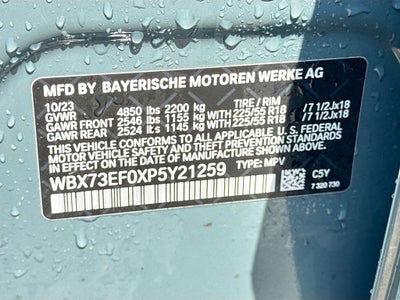 MFD BY BAYERISCHE MOTOREN WERKE AG
10/23 TIRE / RIM
GVWR 4850 lbs 2200 kg
GAWR FRONT 2546 lbs 1155 kg WITH 225/55 R18 /7 1/2Jx18
GAWR REAR 2524 lbs 1145 kg WITH 225/55 R18 /7 1/2Jx18
THIS VEHICLE CONFORMS TO ALL APPLICABLE U.S. FEDERAL
MOTOR VEHICLE SAFETY AND THEFT PREVENTION STANDARDS
IN EFFECT ON THE DATE OF MANUFACTURE SHOWN ABOVE.
WBX73EF0XP5Y21259 TYPE: MPV
C5Y
7 320 730